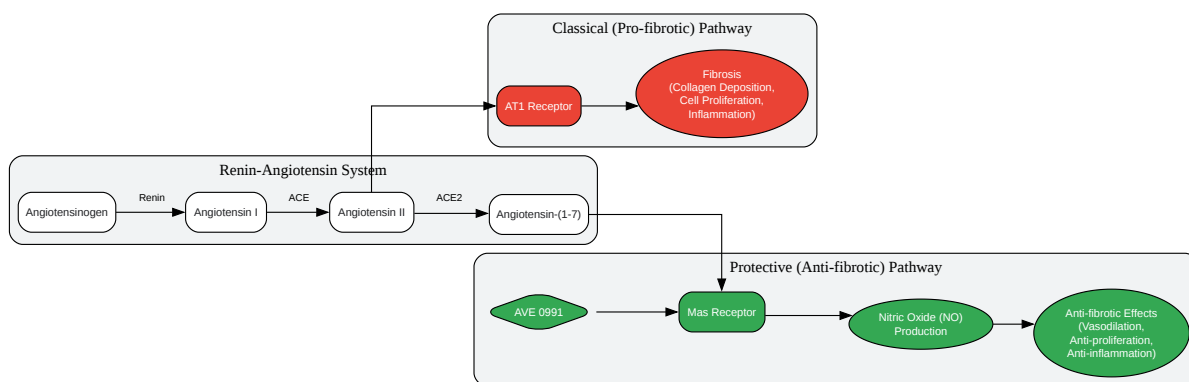 Classical (Pro-fibrotic) Pathway
AT1 Receptor
Fibrosis
(Collagen Deposition,
Cell Proliferation,
Inflammation)
Renin-Angiotensin System
Angiotensinogen
Renin
Angiotensin I
ACE
Angiotensin II
ACE2
Angiotensin-(1-7)
Protective (Anti-fibrotic) Pathway
AVE 0991
Mas Receptor
Nitric Oxide (NO)
Production
Anti-fibrotic Effects
(Vasodilation,
Anti-proliferation,
Anti-inflammation)